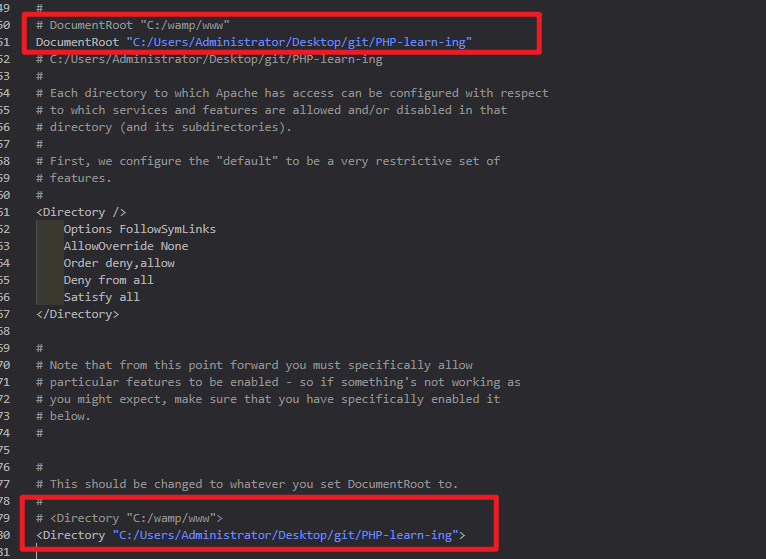 49 #
50 # DocumentRoot "C:/wamp/www"
51 DocumentRoot "C:/Users/Administrator/Desktop/git/PHP-learn-ing"
52 # C:/Users/Administrator/Desktop/git/PHP-learn-ing
53 #
54 # Each directory to which Apache has access can be configured with respect
55 # to which services and features are allowed and/or disabled in that
56 # directory (and its subdirectories).
57 #
58 # First, we configure the "default" to be a very restrictive set of
59 # features.
60 #
61 <Directory />
62     Options FollowSymLinks
63     AllowOverride None
64     Order deny,allow
65     Deny from all
66     Satisfy all
67 </Directory>
68
69 #
70 # Note that from this point forward you must specifically allow
71 # particular features to be enabled - so if something's not working as
72 # you might expect, make sure that you have specifically enabled it
73 # below.
74 #
75
76 #
77 # This should be changed to whatever you set DocumentRoot to.
78 #
79 # <Directory "C:/wamp/www">
80 <Directory "C:/Users/Administrator/Desktop/git/PHP-learn-ing">
81